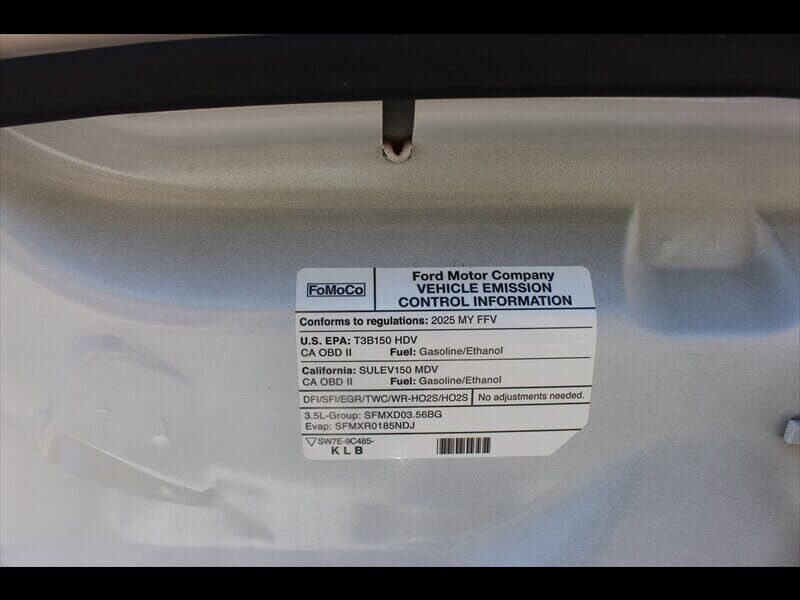 FoMoCo
Ford Motor Company
VEHICLE EMISSION
CONTROL INFORMATION
Conforms to regulations: 2025 MY FFV
U.S. EPA: T3B150 HDV
CA OBD II Fuel: Gasoline/Ethanol
California: SULEV150 MDV
CA OBD II Fuel: Gasoline/Ethanol
DFI/SFI/EGR/TWC/WR-HO2S/HO2S No adjustments needed.
3.5L-Group: SFMXD03.56BG
Evap: SFMXR0185NDJ
SW7E-9C485-
K L B